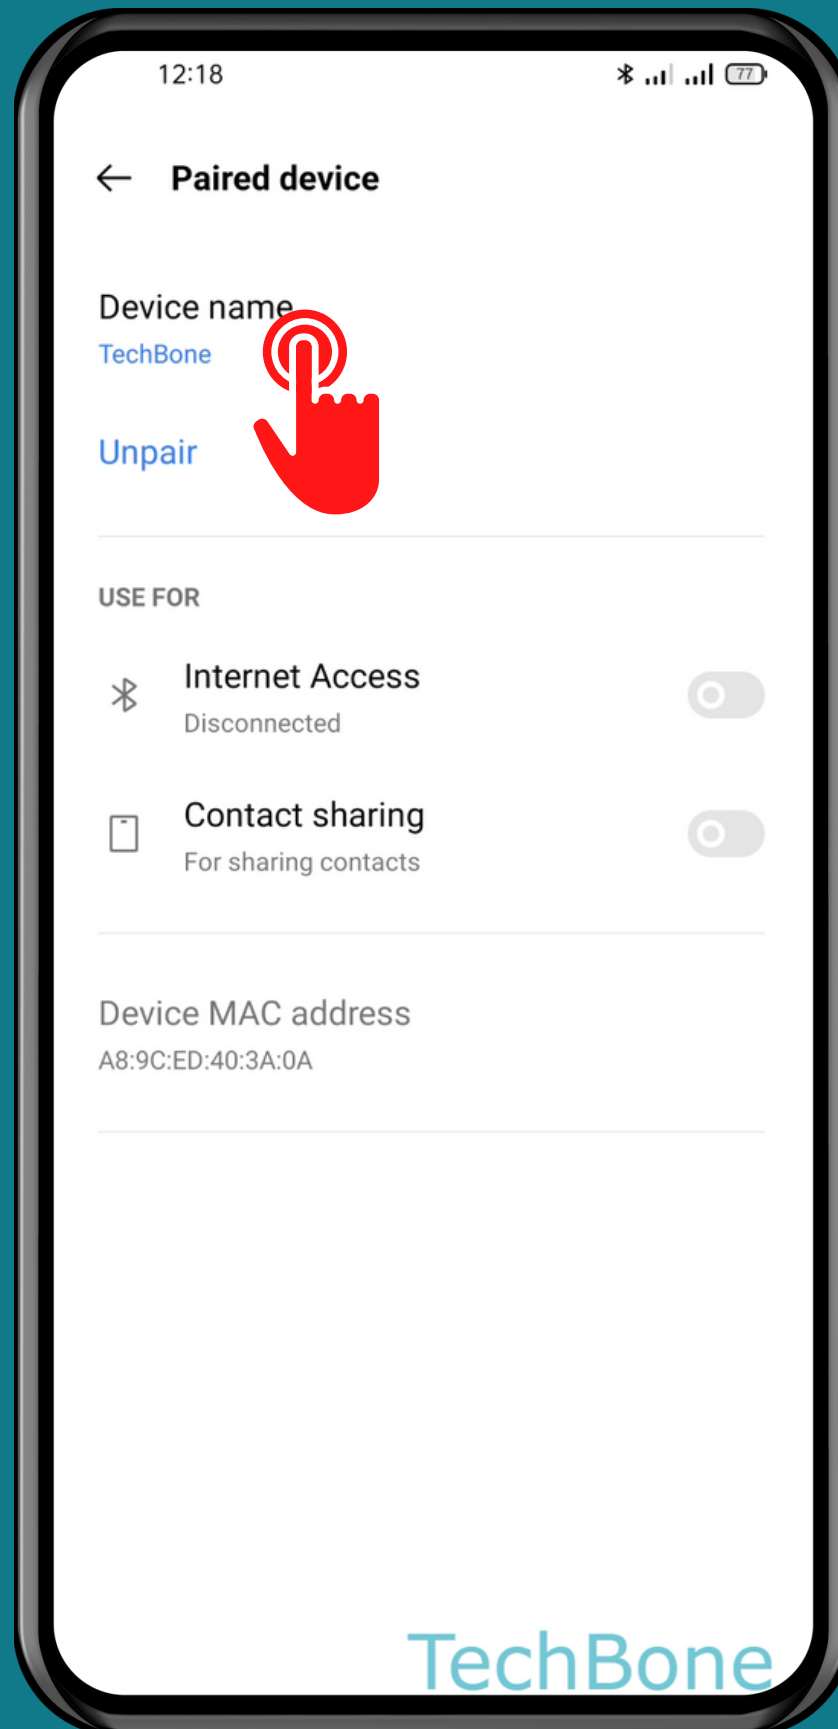 12:18
77
Paired device
Device name
TechBone
Unpair
USE FOR
Internet Access
Disconnected
Contact sharing
For sharing contacts
Device MAC address
A8:9C:ED:40:3A:0A
TechBone